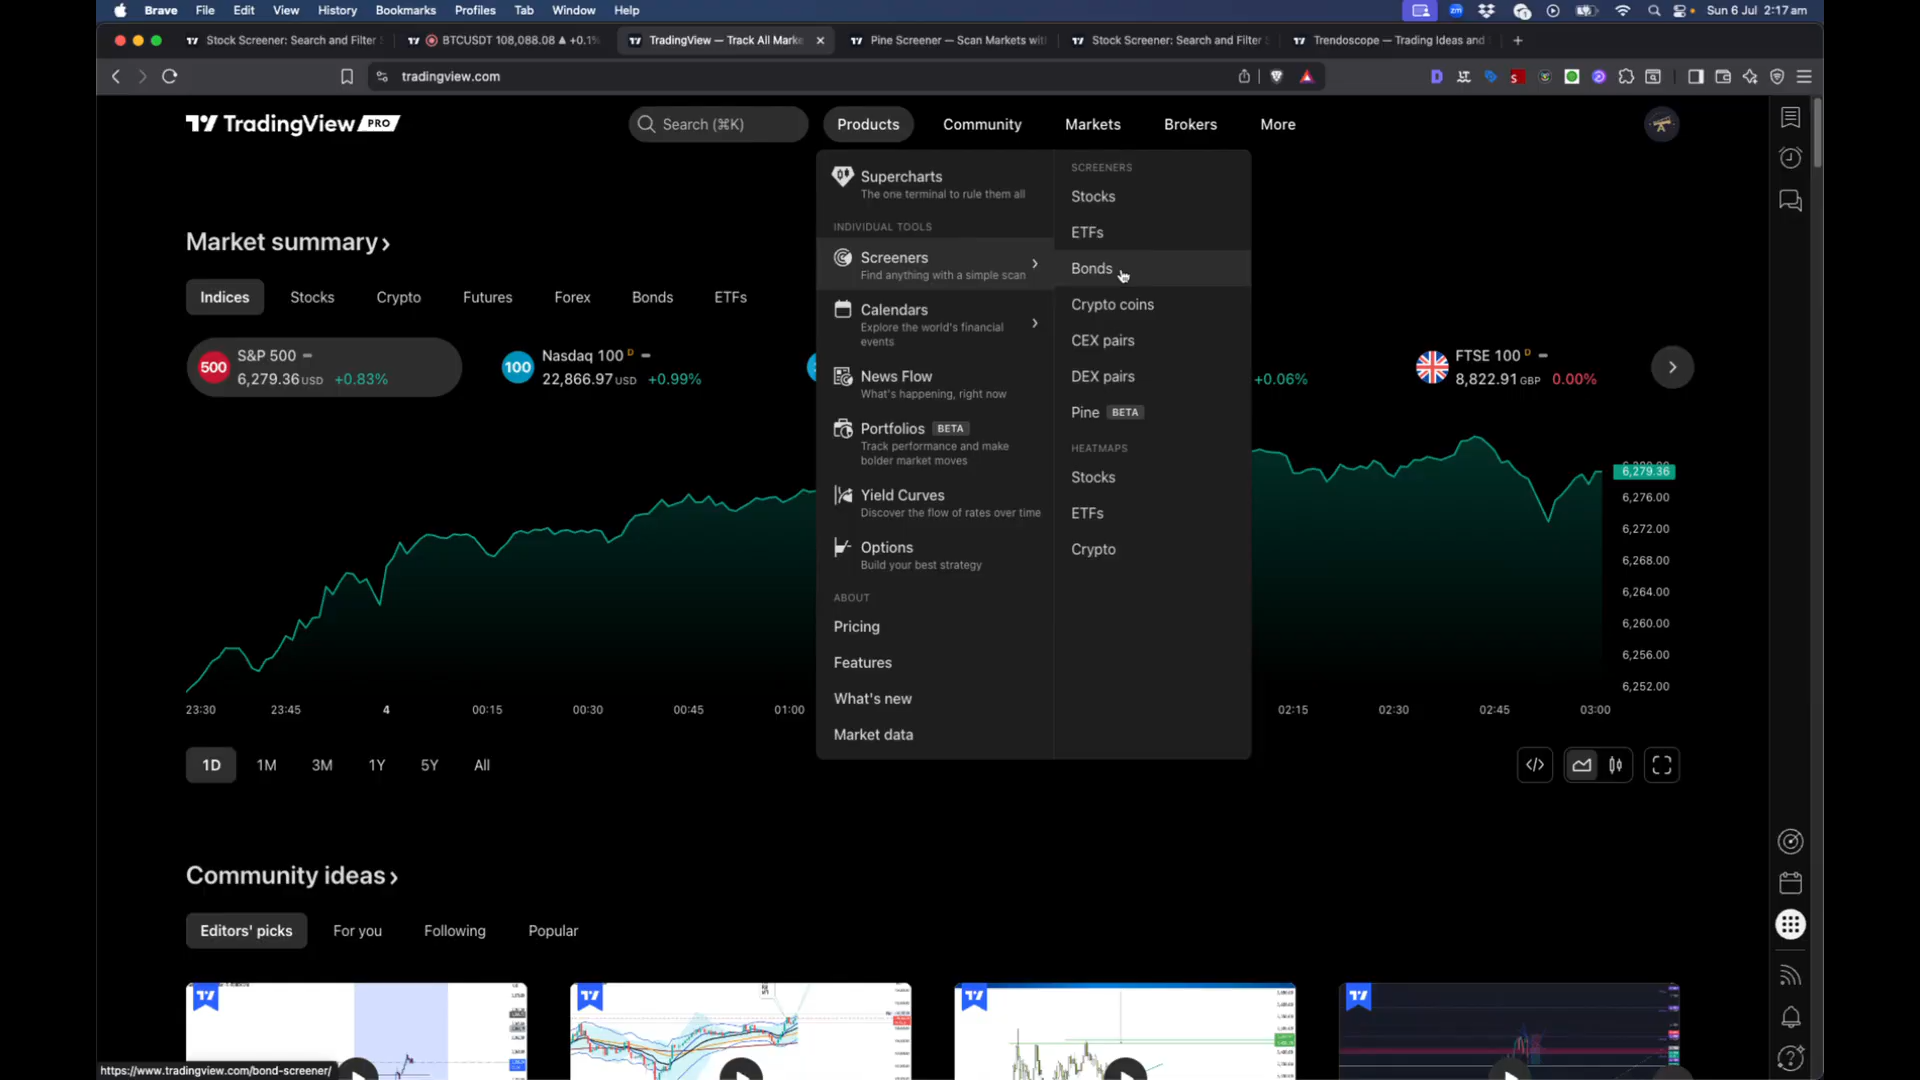 Brave File Edit View History Bookmarks Profiles Tab Window Help
Sun 6 Jul 2:17am
Stock Screener: Search and Filter
BTCUSDT 108,088.08 ▲ +0.1%
TradingView — Track All Marke
Pine Screener — Scan Markets wit
Stock Screener: Search and Filter
Trendoscope — Trading Ideas and
tradingview.com
TradingView PRO
Search (⌘K)
Products
Community
Markets
Brokers
More
Market summary ›
Indices Stocks Crypto Futures Forex Bonds ETFs
500
S&P 500
6,279.36 USD +0.83%
100
Nasdaq 100 D
22,866.97 USD +0.99%
+0.06%
FTSE 100 D
8,822.91 GBP 0.00%
Supercharts
The one terminal to rule them all
INDIVIDUAL TOOLS
Screeners
Find anything with a simple scan
Calendars
Explore the world's financial
events
News Flow
What's happening, right now
Portfolios BETA
Track performance and make
bolder market moves
Yield Curves
Discover the flow of rates over time
Options
Build your best strategy
ABOUT
Pricing
Features
What's new
Market data
SCREENERS
Stocks
ETFs
Bonds
Crypto coins
CEX pairs
DEX pairs
Pine BETA
HEATMAPS
Stocks
ETFs
Crypto
6,279.36
6,276.00
6,272.00
6,268.00
6,264.00
6,260.00
6,256.00
6,252.00
23:30 23:45 4 00:15 00:30 00:45 01:00 02:15 02:30 02:45 03:00
1D 1M 3M 1Y 5Y All
Community ideas ›
Editors' picks For you Following Popular
https://www.tradingview.com/bond-screener/